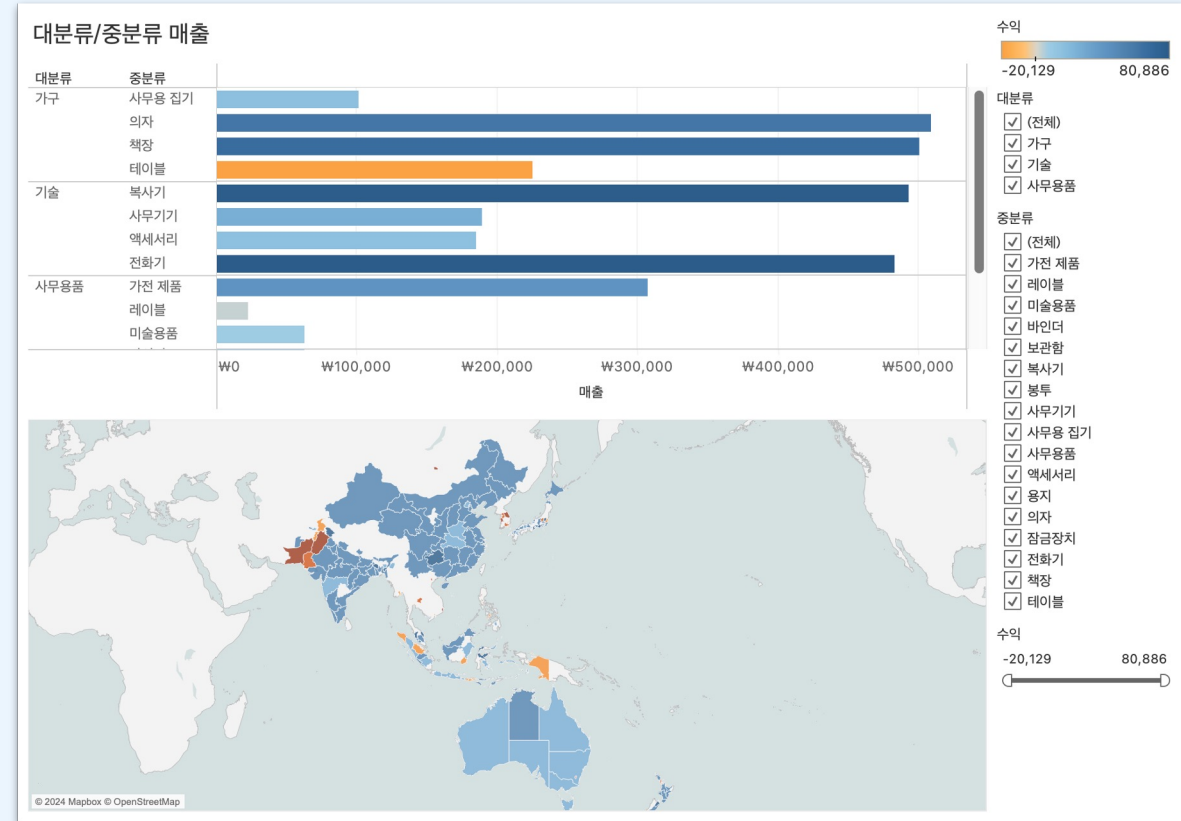 대분류/중분류 매출
대분류 중분류
가구 사무용 집기
의자
책장
테이블
기술 복사기
사무기기
액세서리
전화기
사무용품 가전 제품
레이블
미술용품
₩0 ₩100,000 ₩200,000 ₩300,000 ₩400,000 ₩500,000
매출
© 2024 Mapbox © OpenStreetMap
수익
-20,129 80,886
대분류
(전체)
가구
기술
사무용품
중분류
(전체)
가전 제품
레이블
미술용품
바인더
보관함
복사기
봉투
사무기기
사무용 집기
사무용품
액세서리
용지
의자
잠금장치
전화기
책장
테이블
수익
-20,129 80,886